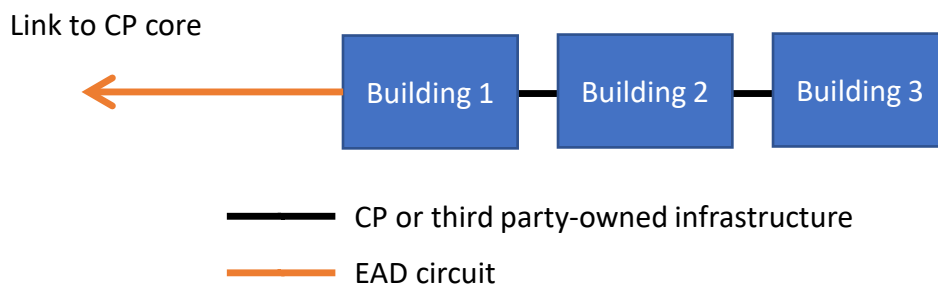 Link to CP core
Building 1
Building 2
Building 3
CP or third party-owned infrastructure
EAD circuit